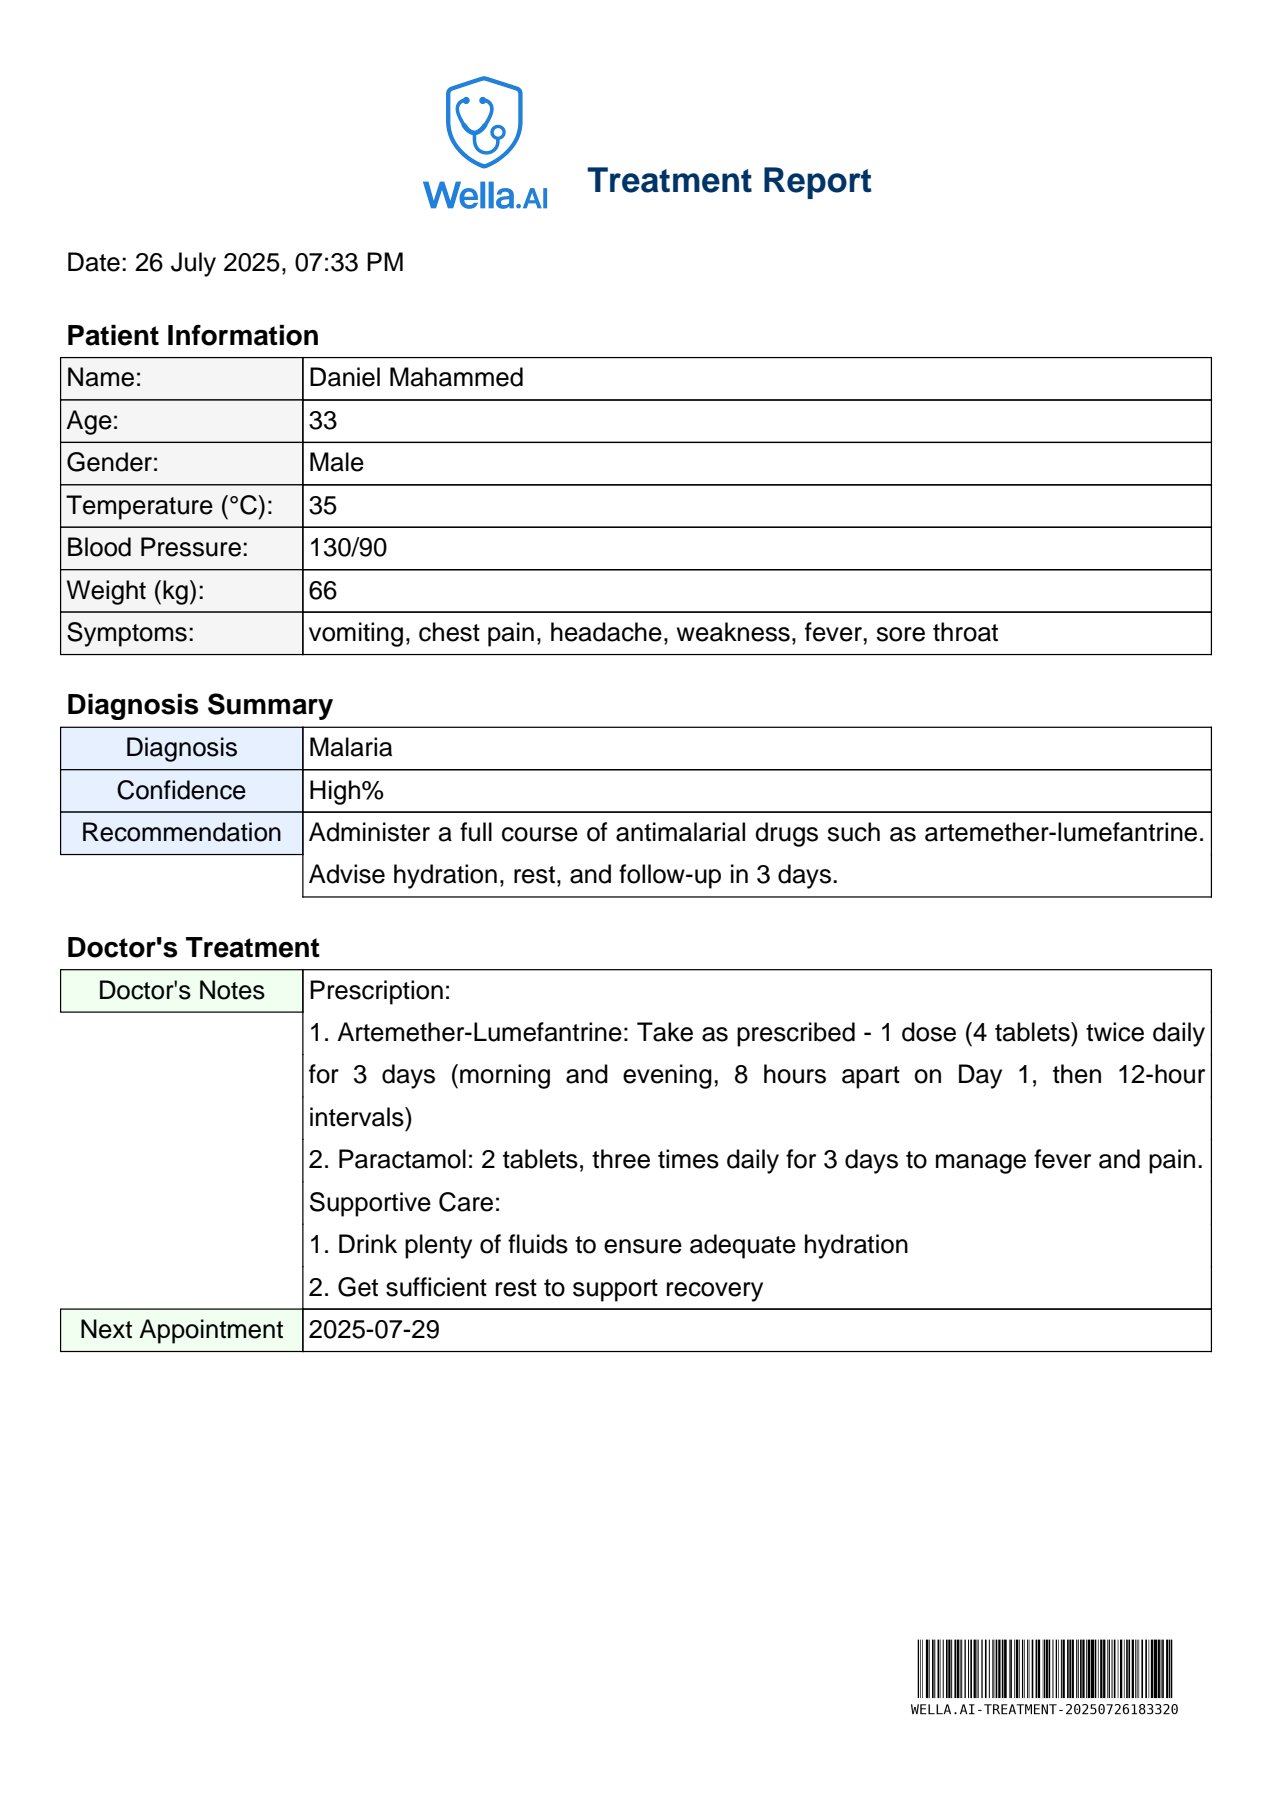 Wella.AI
Treatment Report
Date: 26 July 2025, 07:33 PM
Patient Information
Name: Daniel Mahammed
Age: 33
Gender: Male
Temperature (°C): 35
Blood Pressure: 130/90
Weight (kg): 66
Symptoms: vomiting, chest pain, headache, weakness, fever, sore throat
Diagnosis Summary
Diagnosis Malaria
Confidence High%
Recommendation Administer a full course of antimalarial drugs such as artemether-lumefantrine.
Advise hydration, rest, and follow-up in 3 days.
Doctor's Treatment
Doctor's Notes Prescription:
1. Artemether-Lumefantrine: Take as prescribed - 1 dose (4 tablets) twice daily
for 3 days (morning and evening, 8 hours apart on Day 1, then 12-hour
intervals)
2. Paractamol: 2 tablets, three times daily for 3 days to manage fever and pain.
Supportive Care:
1. Drink plenty of fluids to ensure adequate hydration
2. Get sufficient rest to support recovery
Next Appointment 2025-07-29
WELLA.AI-TREATMENT-20250726183320